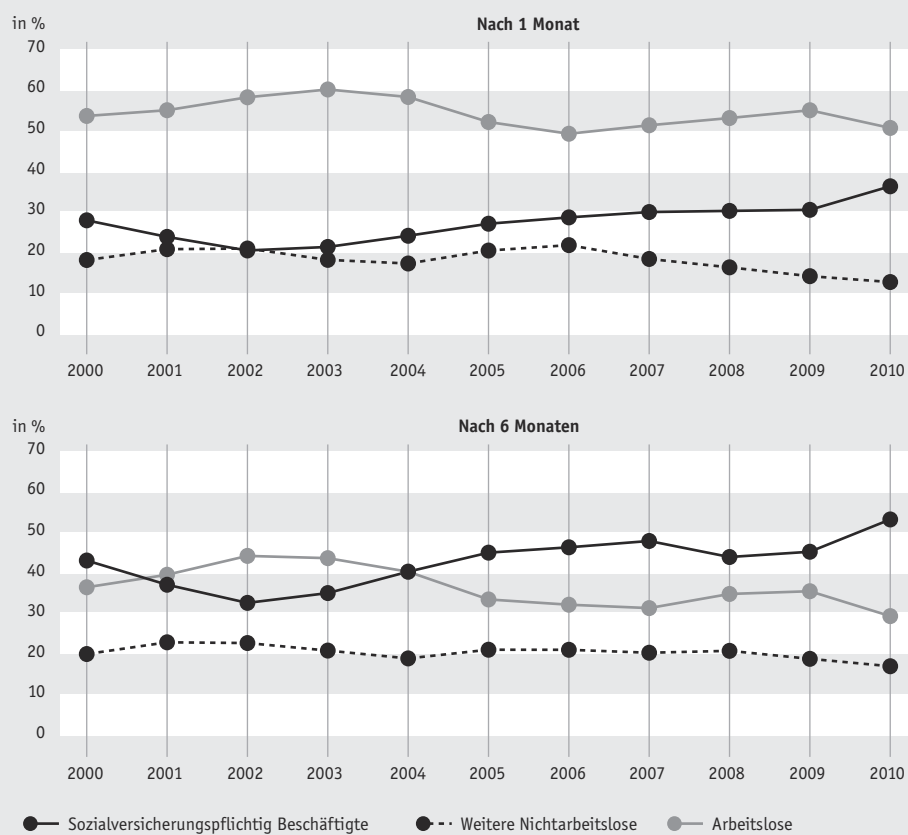 in %
Nach 1 Monat
70
60
50
40
30
20
10
0
2000 2001 2002 2003 2004 2005 2006 2007 2008 2009 2010
in %
Nach 6 Monaten
70
60
50
40
30
20
10
0
2000 2001 2002 2003 2004 2005 2006 2007 2008 2009 2010
Sozialversicherungspflichtig Beschäftigte Weitere Nichtarbeitslose Arbeitslose